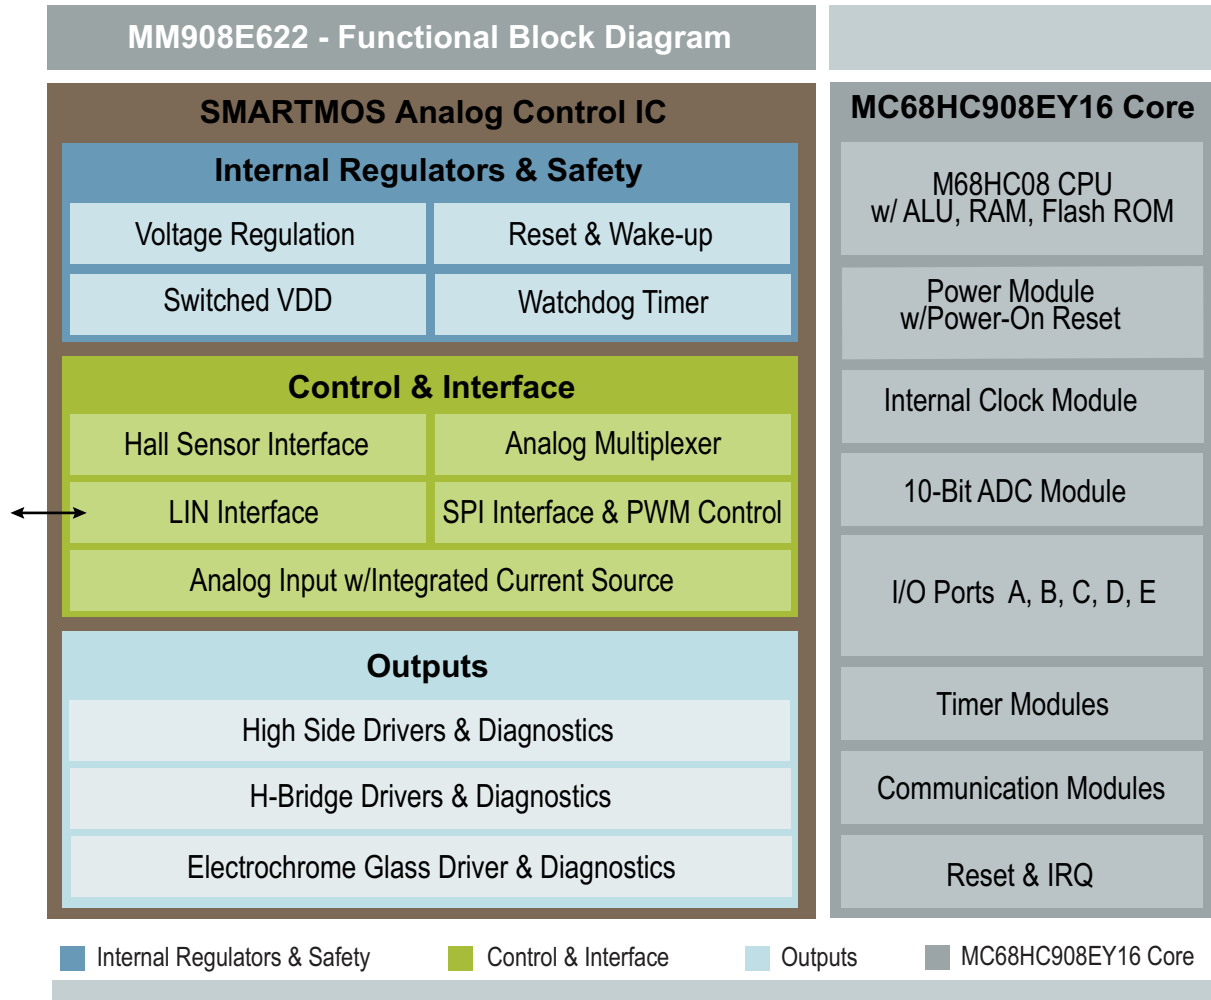 MM908E622 - Functional Block Diagram
SMARTMOS Analog Control IC
Internal Regulators & Safety
Voltage Regulation
Reset & Wake-up
Switched VDD
Watchdog Timer
Control & Interface
Hall Sensor Interface
Analog Multiplexer
LIN Interface
SPI Interface & PWM Control
Analog Input w/Integrated Current Source
Outputs
High Side Drivers & Diagnostics
H-Bridge Drivers & Diagnostics
Electrochrome Glass Driver & Diagnostics
MC68HC908EY16 Core
M68HC08 CPU
w/ ALU, RAM, Flash ROM
Power Module
w/Power-On Reset
Internal Clock Module
10-Bit ADC Module
I/O Ports A, B, C, D, E
Timer Modules
Communication Modules
Reset & IRQ
Internal Regulators & Safety
Control & Interface
Outputs
MC68HC908EY16 Core